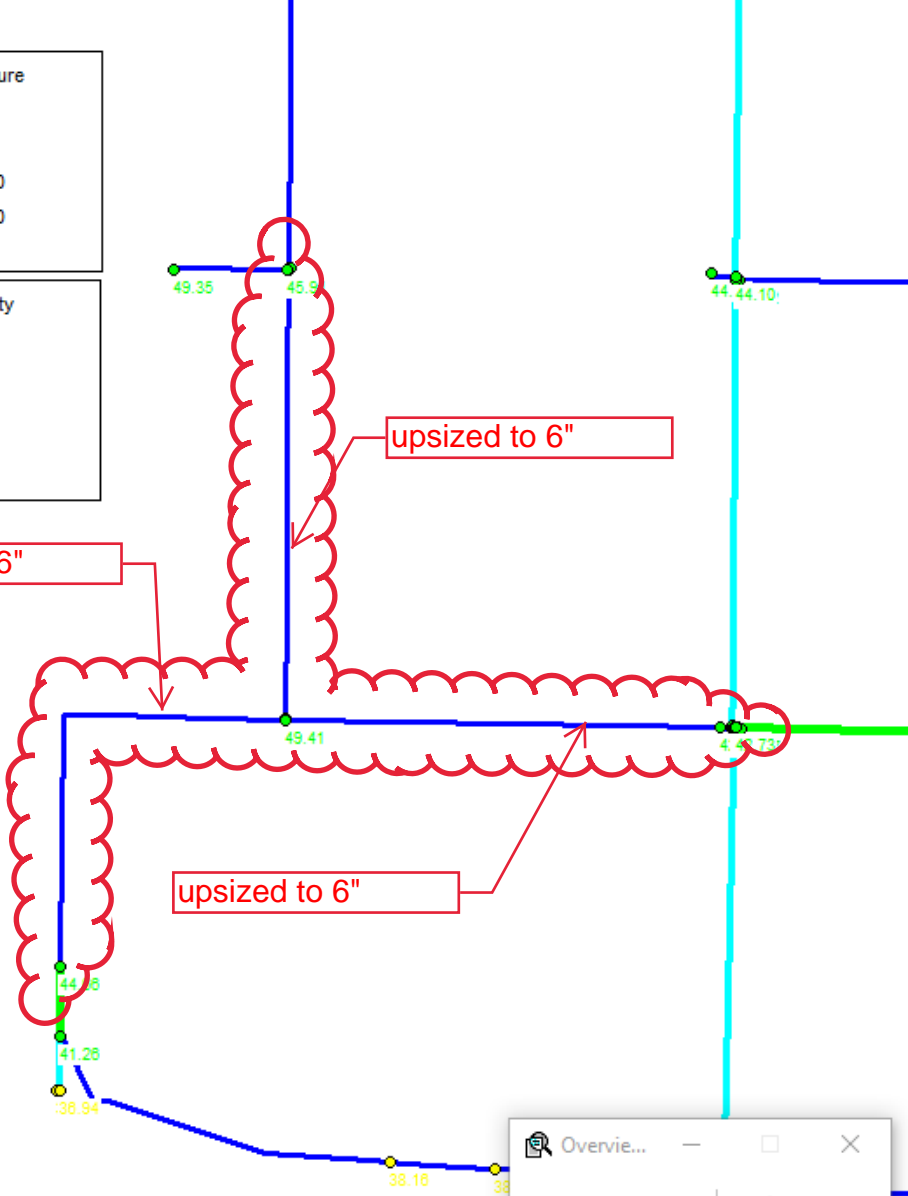 ure
0
0
ty
49.35
45.9
44.10
upsized to 6"
6"
49.41
upsized to 6"
41.26
36.94
38.16
Overvie...